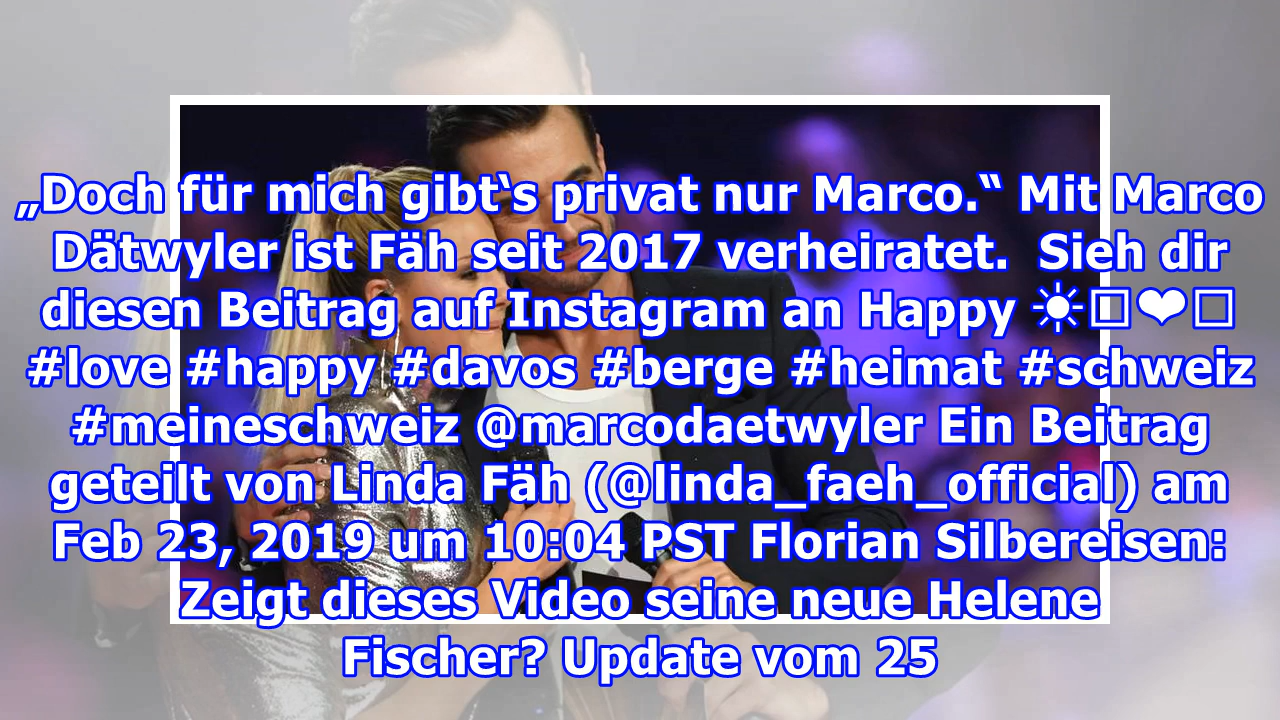 „Doch für mich gibt‘s privat nur Marco.“ Mit Marco
Dätwyler ist Fäh seit 2017 verheiratet.  Sieh dir
diesen Beitrag auf Instagram an Happy ☀□❤□
#love #happy #davos #berge #heimat #schweiz
#meineschweiz @marcodaetwyler Ein Beitrag
geteilt von Linda Fäh (@linda_faeh_official) am
Feb 23, 2019 um 10:04 PST Florian Silbereisen:
Zeigt dieses Video seine neue Helene
Fischer? Update vom 25